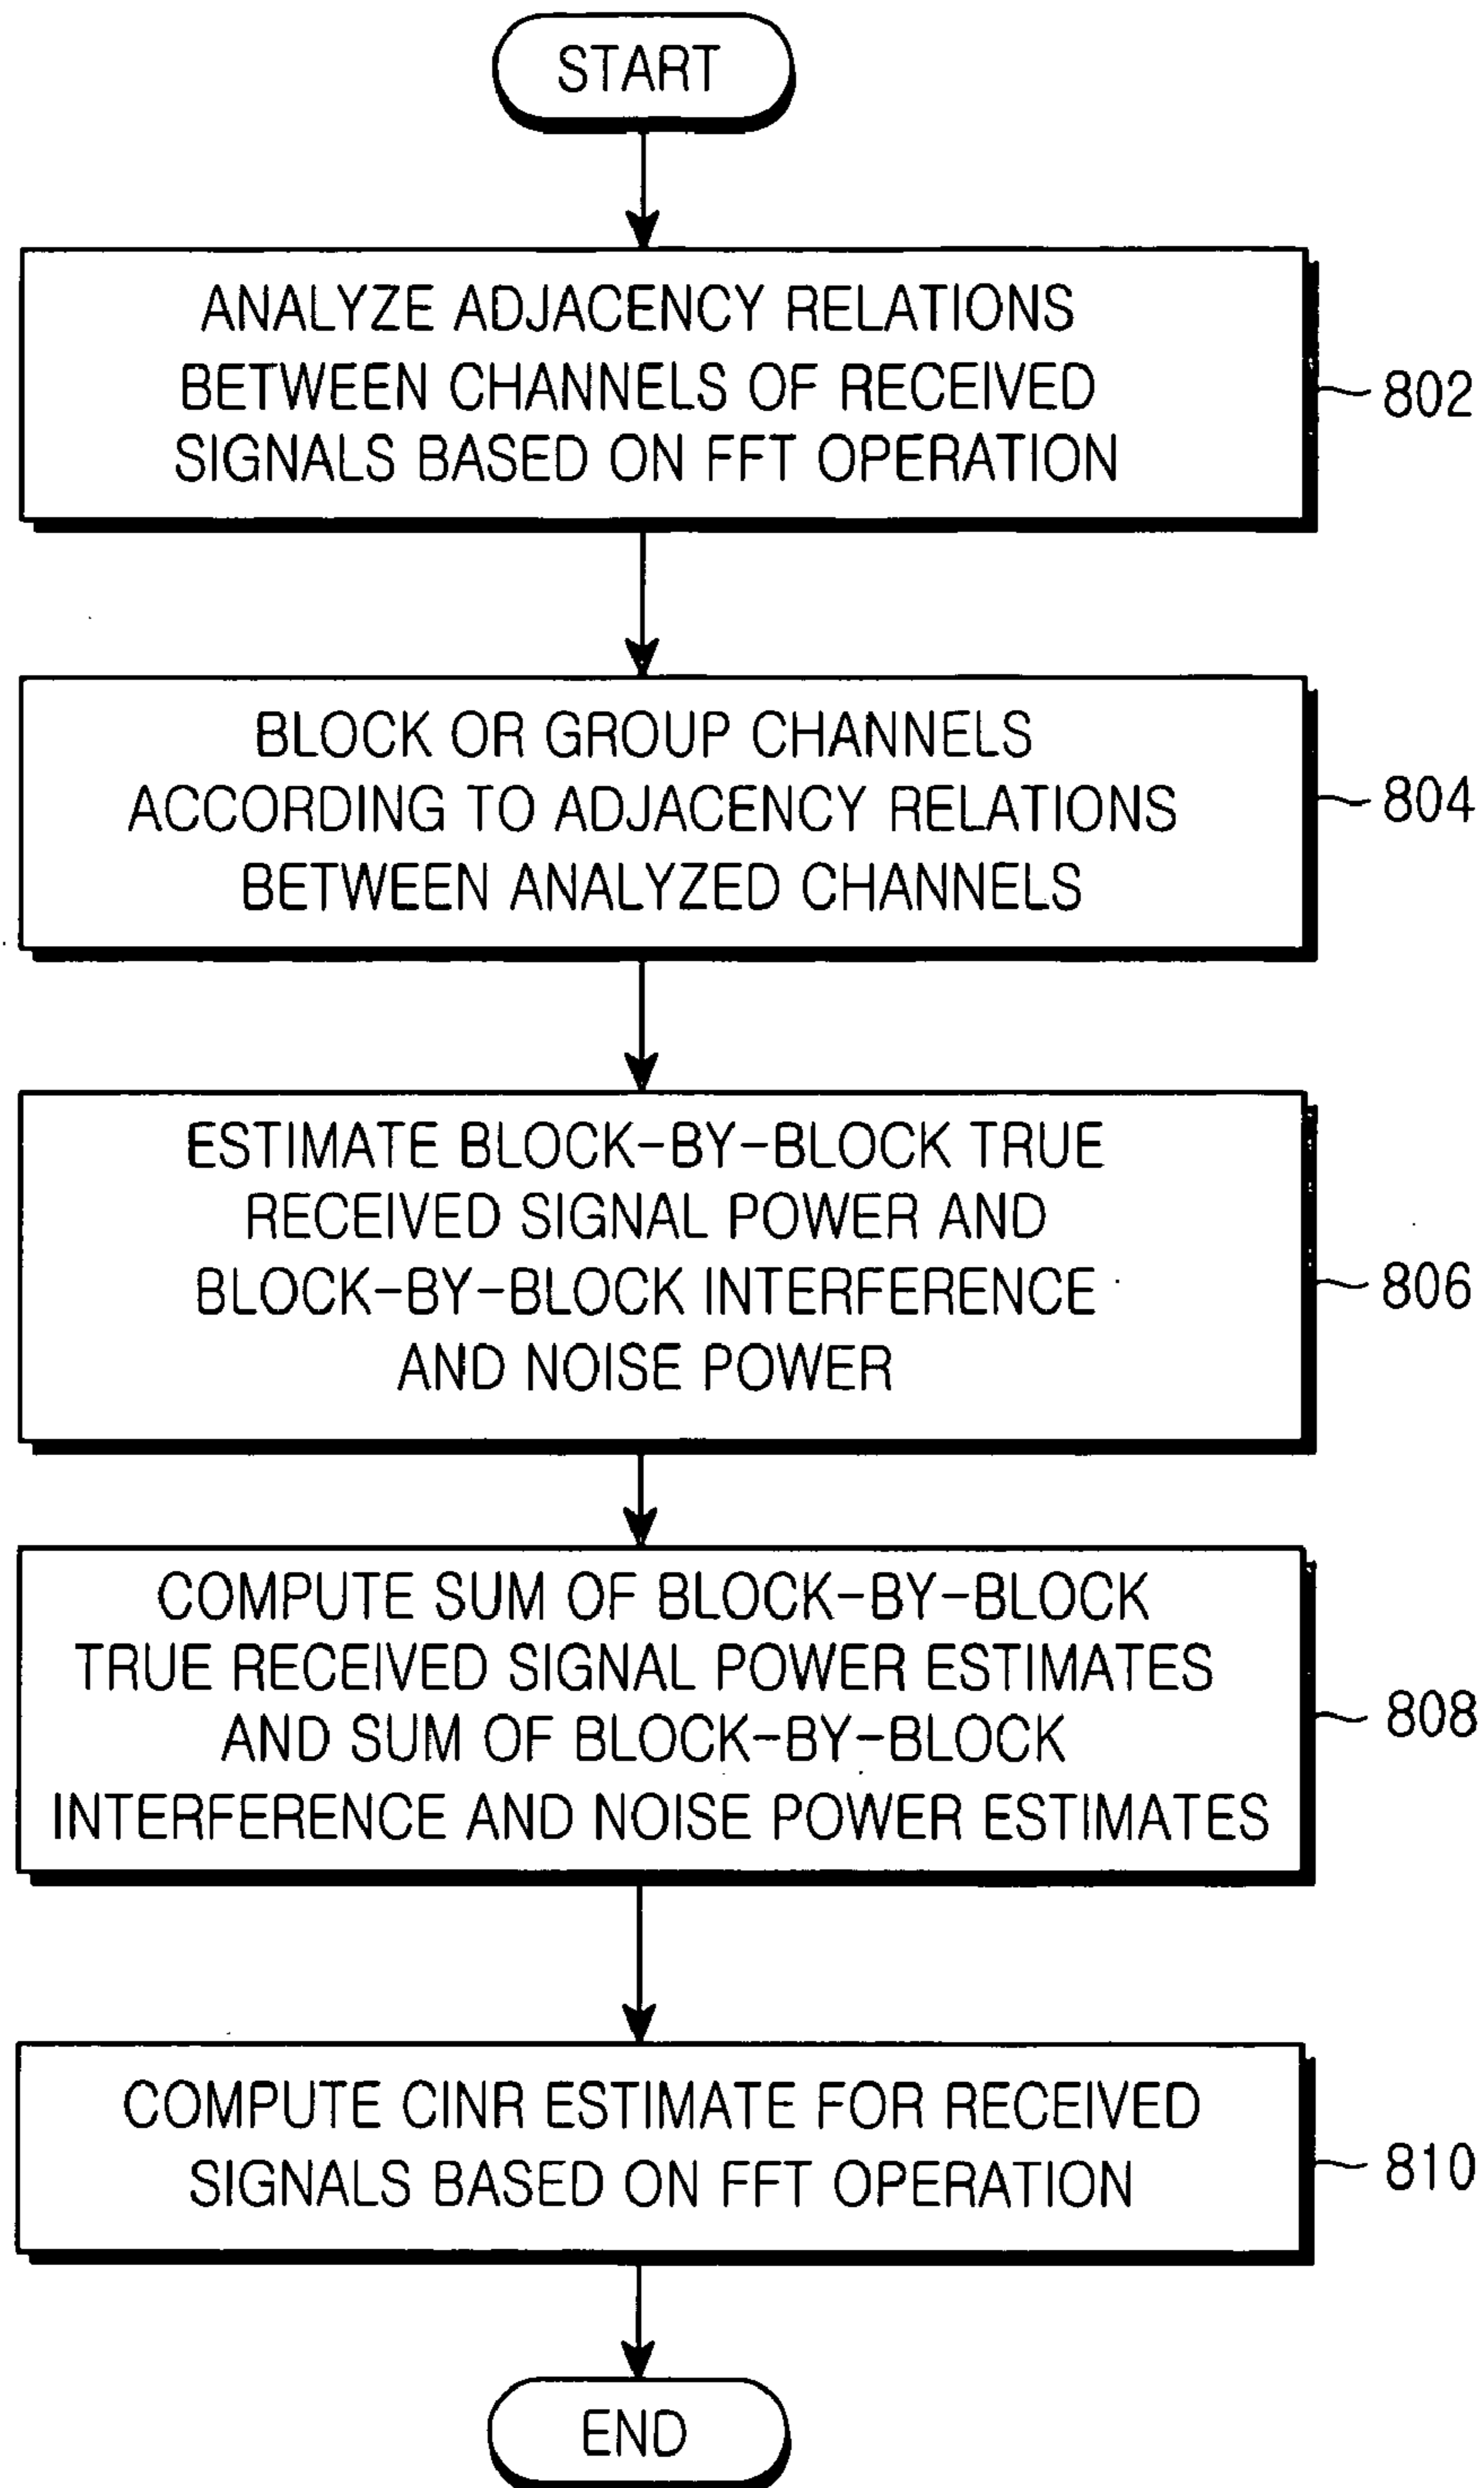 START
ANALYZE ADJACENCY RELATIONS
BETWEEN CHANNELS OF RECEIVED
SIGNALS BASED ON FFT OPERATION
802
BLOCK OR GROUP CHANNELS
ACCORDING TO ADJACENCY RELATIONS
BETWEEN ANALYZED CHANNELS
804
ESTIMATE BLOCK-BY-BLOCK TRUE
RECEIVED SIGNAL POWER AND
BLOCK-BY-BLOCK INTERFERENCE
AND NOISE POWER
806
COMPUTE SUM OF BLOCK-BY-BLOCK
TRUE RECEIVED SIGNAL POWER ESTIMATES
AND SUM OF BLOCK-BY-BLOCK
INTERFERENCE AND NOISE POWER ESTIMATES
808
COMPUTE CINR ESTIMATE FOR RECEIVED
SIGNALS BASED ON FFT OPERATION
810
END